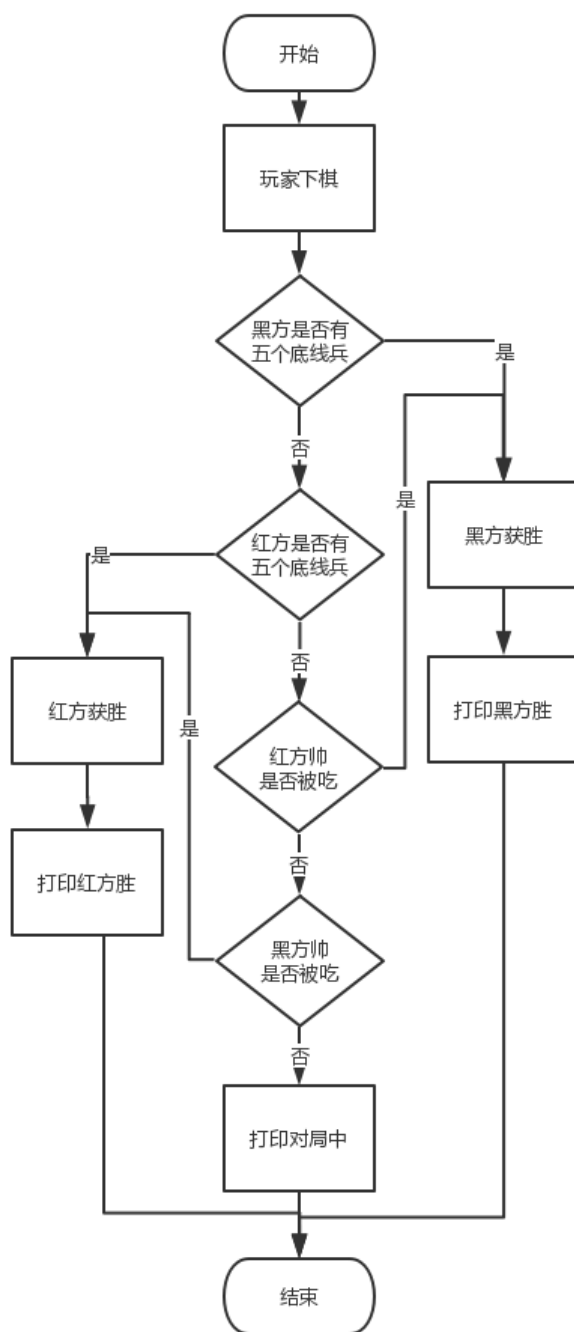 开始
玩家下棋
黑方是否有
五个底线兵
是
否
是
黑方获胜
红方是否有
五个底线兵
是
否
红方获胜
是
打印黑方胜
红方帅
是否被吃
否
打印红方胜
黑方帅
是否被吃
否
打印对局中
结束